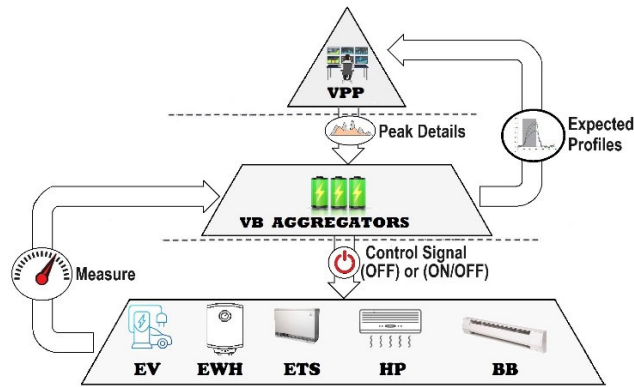 VPP
Peak Details
Expected
Profiles
VB AGGREGATORS
Measure
Control Signal
(OFF) or (ON/OFF)
EV EWH ETS HP BB